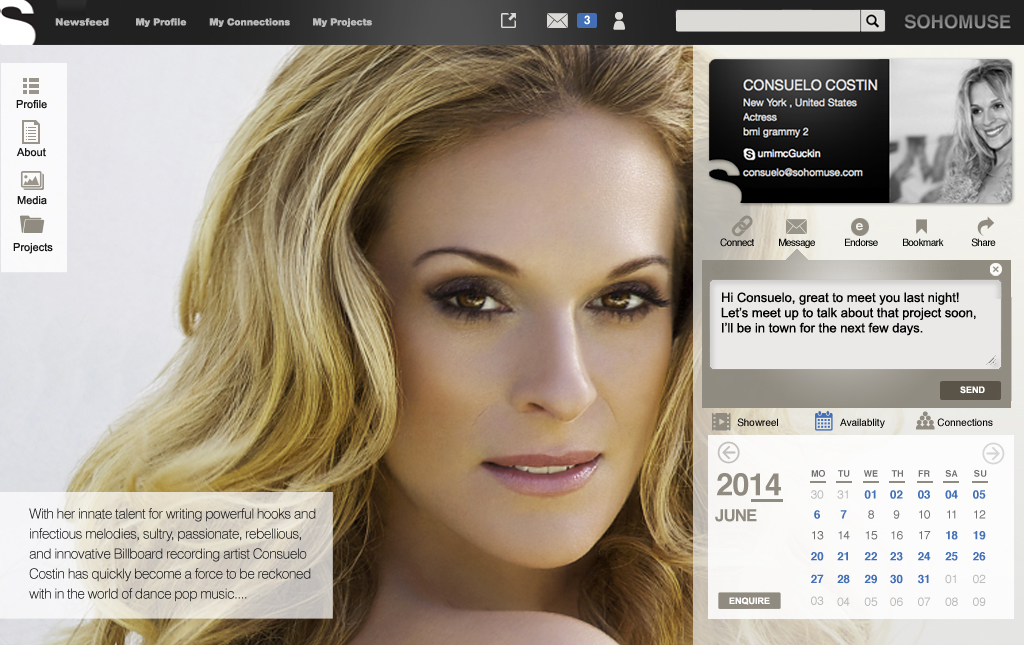 S Newsfeed My Profile My Connections My Projects 3 SOHOMUSE
Profile
About
Media
Projects
CONSUELO COSTIN
New York , United States
Actress
bmi grammy 2
S umimcGuckin
consuelo@sohomuse.com
S
Connect Message Endorse Bookmark Share
e
Hi Consuelo, great to meet you last night!
Let's meet up to talk about that project soon,
I'll be in town for the next few days.
SEND
Showreel Availablity Connections
2014
JUNE
MO TU WE TH FR SA SU
30 31 01 02 03 04 05
6 7 8 9 10 11 12
13 14 15 16 17 18 19
20 21 22 23 24 25 26
27 28 29 30 31 01 02
03 04 05 06 07 08 09
ENQUIRE
With her innate talent for writing powerful hooks and
infectious melodies, sultry, passionate, rebellious,
and innovative Billboard recording artist Consuelo
Costin has quickly become a force to be reckoned
with in the world of dance pop music....